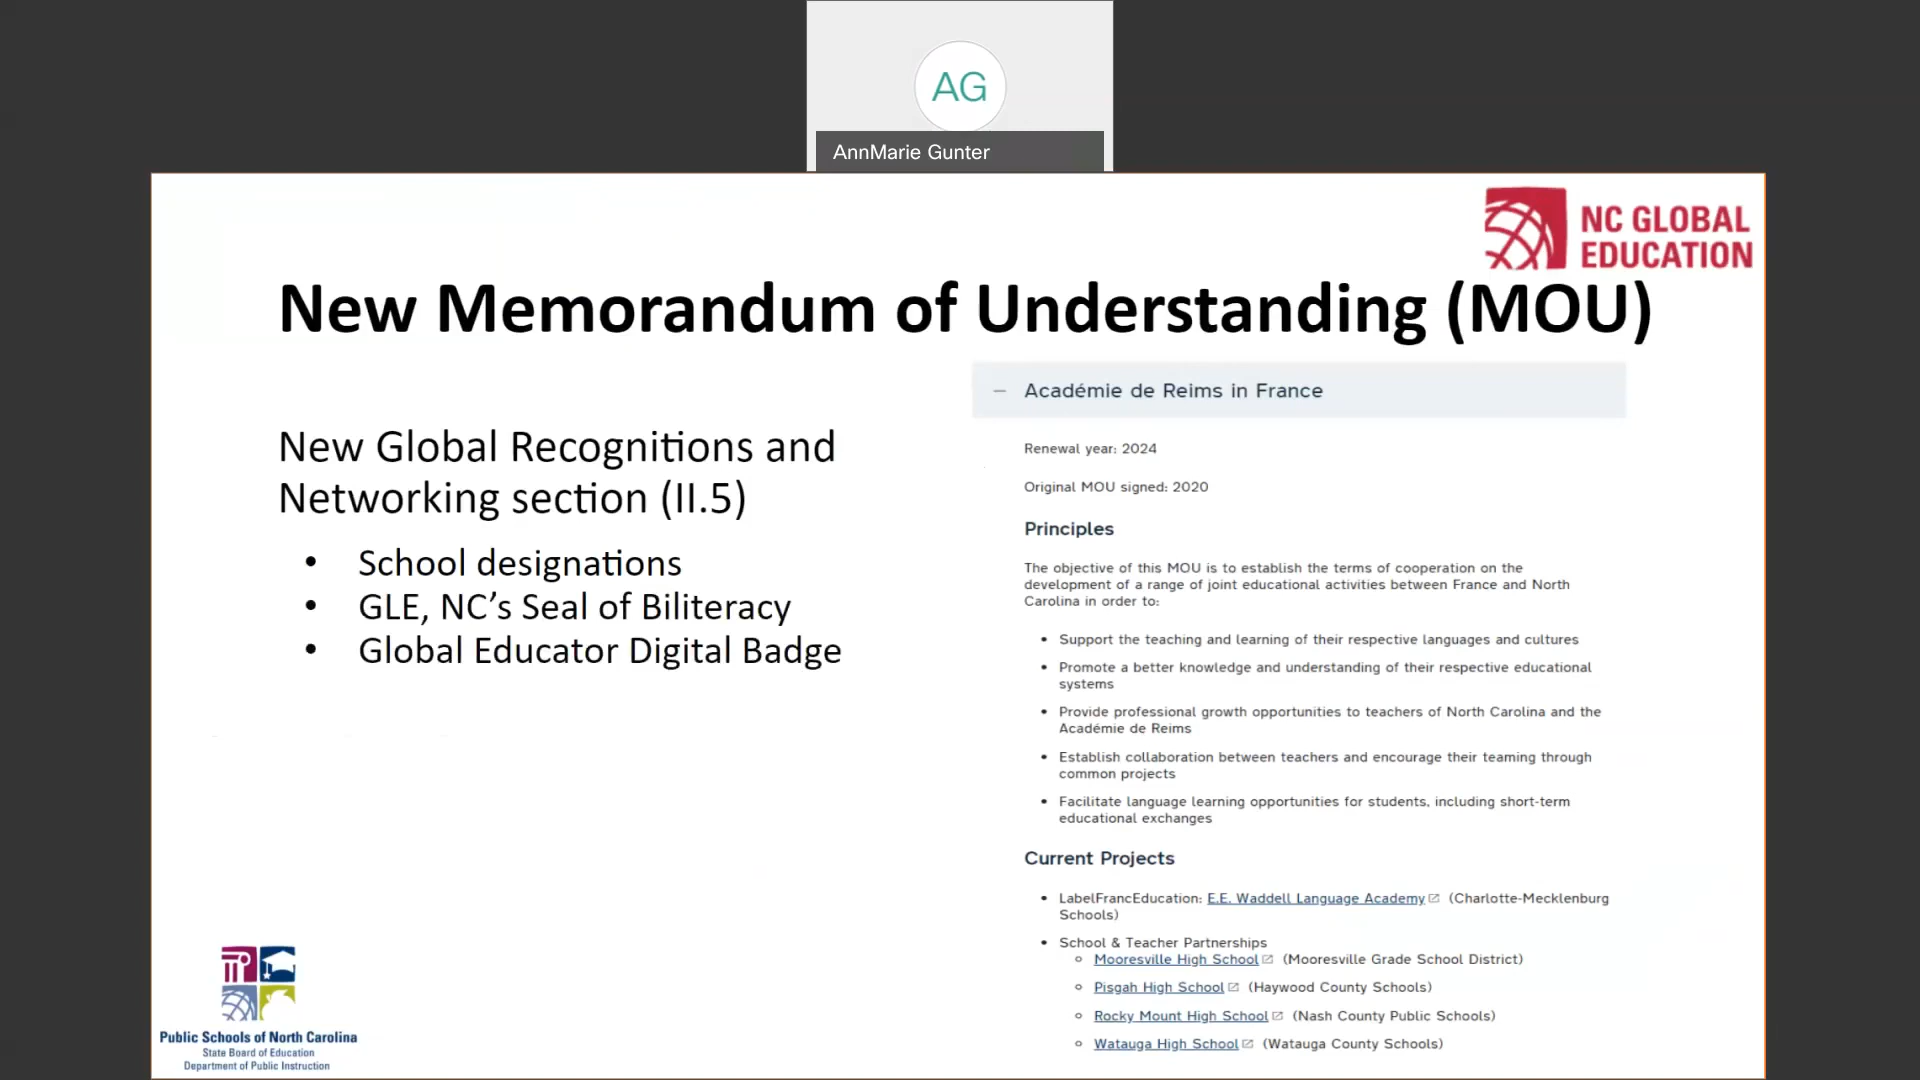 AG
AnnMarie Gunter
NC GLOBAL
EDUCATION
New Memorandum of Understanding (MOU)
New Global Recognitions and
Networking section (II.5)
• School designations
• GLE, NC’s Seal of Biliteracy
• Global Educator Digital Badge
− Académie de Reims in France
Renewal year: 2024
Original MOU signed: 2020
Principles
The objective of this MOU is to establish the terms of cooperation on the
development of a range of joint educational activities between France and North
Carolina in order to:
• Support the teaching and learning of their respective languages and cultures
• Promote a better knowledge and understanding of their respective educational
systems
• Provide professional growth opportunities to teachers of North Carolina and the
Académie de Reims
• Establish collaboration between teachers and encourage their teaming through
common projects
• Facilitate language learning opportunities for students, including short-term
educational exchanges
Current Projects
• LabelFrancEducation: E.E. Waddell Language Academy (Charlotte-Mecklenburg
Schools)
• School & Teacher Partnerships
◦ Mooresville High School (Mooresville Grade School District)
◦ Pisgah High School (Haywood County Schools)
◦ Rocky Mount High School (Nash County Public Schools)
◦ Watauga High School (Watauga County Schools)
Public Schools of North Carolina
State Board of Education
Department of Public Instruction